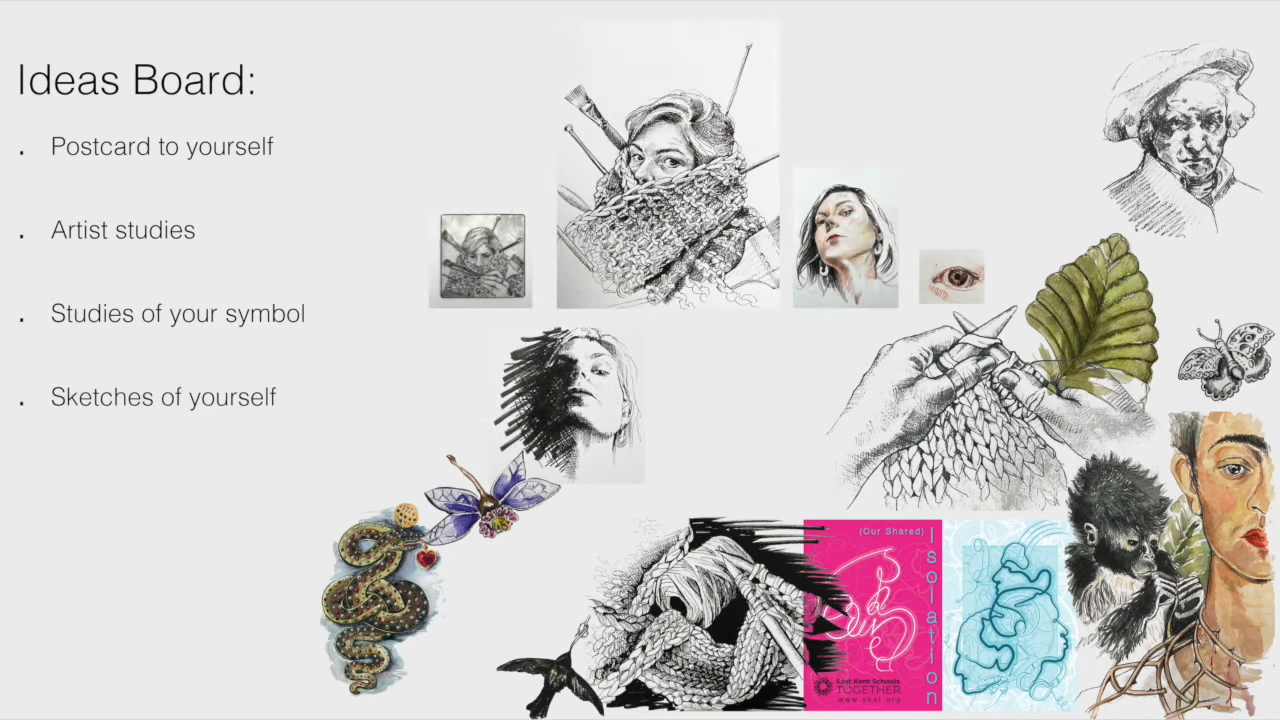 Ideas Board:
. Postcard to yourself
. Artist studies
. Studies of your symbol
. Sketches of yourself
(Our Shared)
Isolation
East Kent Schools
TOGETHER
www.ekst.org